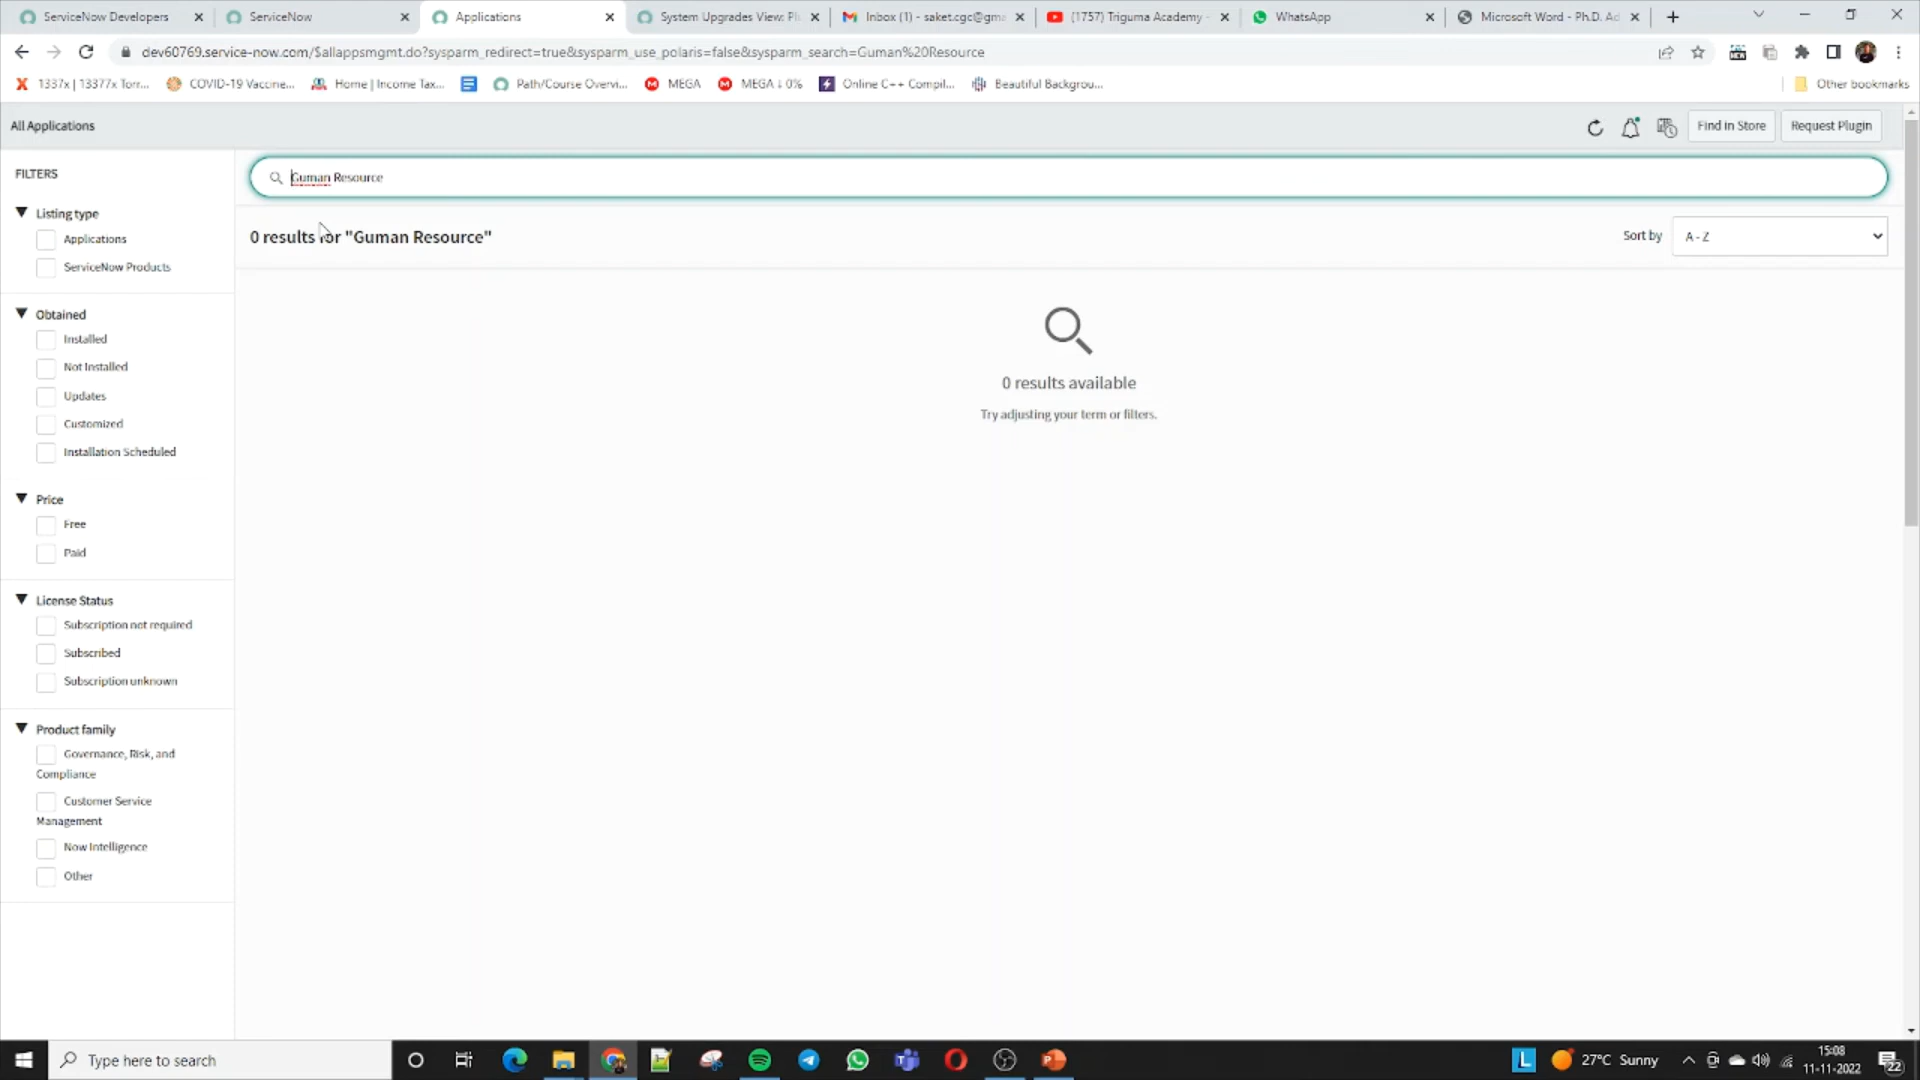 ServiceNow Developers
ServiceNow
Applications
System Upgrades View: Pl
Inbox (1) - saket.cgc@gm
(1757) Triguma Academy -
WhatsApp
Microsoft Word - Ph.D. Ad
dev60769.service-now.com/$allappsmgmt.do?sysparm_redirect=true&sysparm_use_polaris=false&sysparm_search=Guman%20Resource
1337x | 13377x Torr...
COVID-19 Vaccine...
Home | Income Tax...
Path/Course Overvi...
MEGA
MEGA ↓ 0%
Online C++ Compil...
Beautiful Backgrou...
Other bookmarks
All Applications
Find in Store
Request Plugin
FILTERS
Guman Resource
Listing type
Applications
ServiceNow Products
0 results for "Guman Resource"
Sort by
A - Z
Obtained
Installed
Not Installed
Updates
Customized
Installation Scheduled
0 results available
Try adjusting your term or filters.
Price
Free
Paid
License Status
Subscription not required
Subscribed
Subscription unknown
Product family
Governance, Risk, and
Compliance
Customer Service
Management
Now Intelligence
Other
Type here to search
L
27°C Sunny
15:08
11-11-2022
22